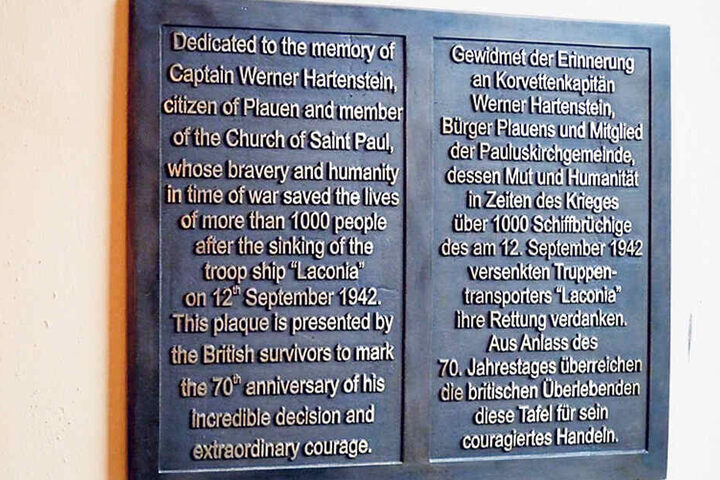 Dedicated to the memory of
Captain Werner Hartenstein,
citizen of Plauen and member
of the Church of Saint Paul,
whose bravery and humanity
in time of war saved the lives
of more than 1000 people
after the sinking of the
troop ship "Laconia"
on 12th September 1942.
This plaque is presented by
the British survivors to mark
the 70th anniversary of his
incredible decision and
extraordinary courage.
Gewidmet der Erinnerung
an Korvettenkapitän
Werner Hartenstein,
Bürger Plauens und Mitglied
der Pauluskirchgemeinde,
dessen Mut und Humanität
in Zeiten des Krieges
über 1000 Schiffbrüchige
des am 12. September 1942
versenkten Truppen-
transporters "Laconia"
ihre Rettung verdanken.
Aus Anlass des
70. Jahrestages überreichen
die britischen Überlebenden
diese Tafel für sein
couragiertes Handeln.